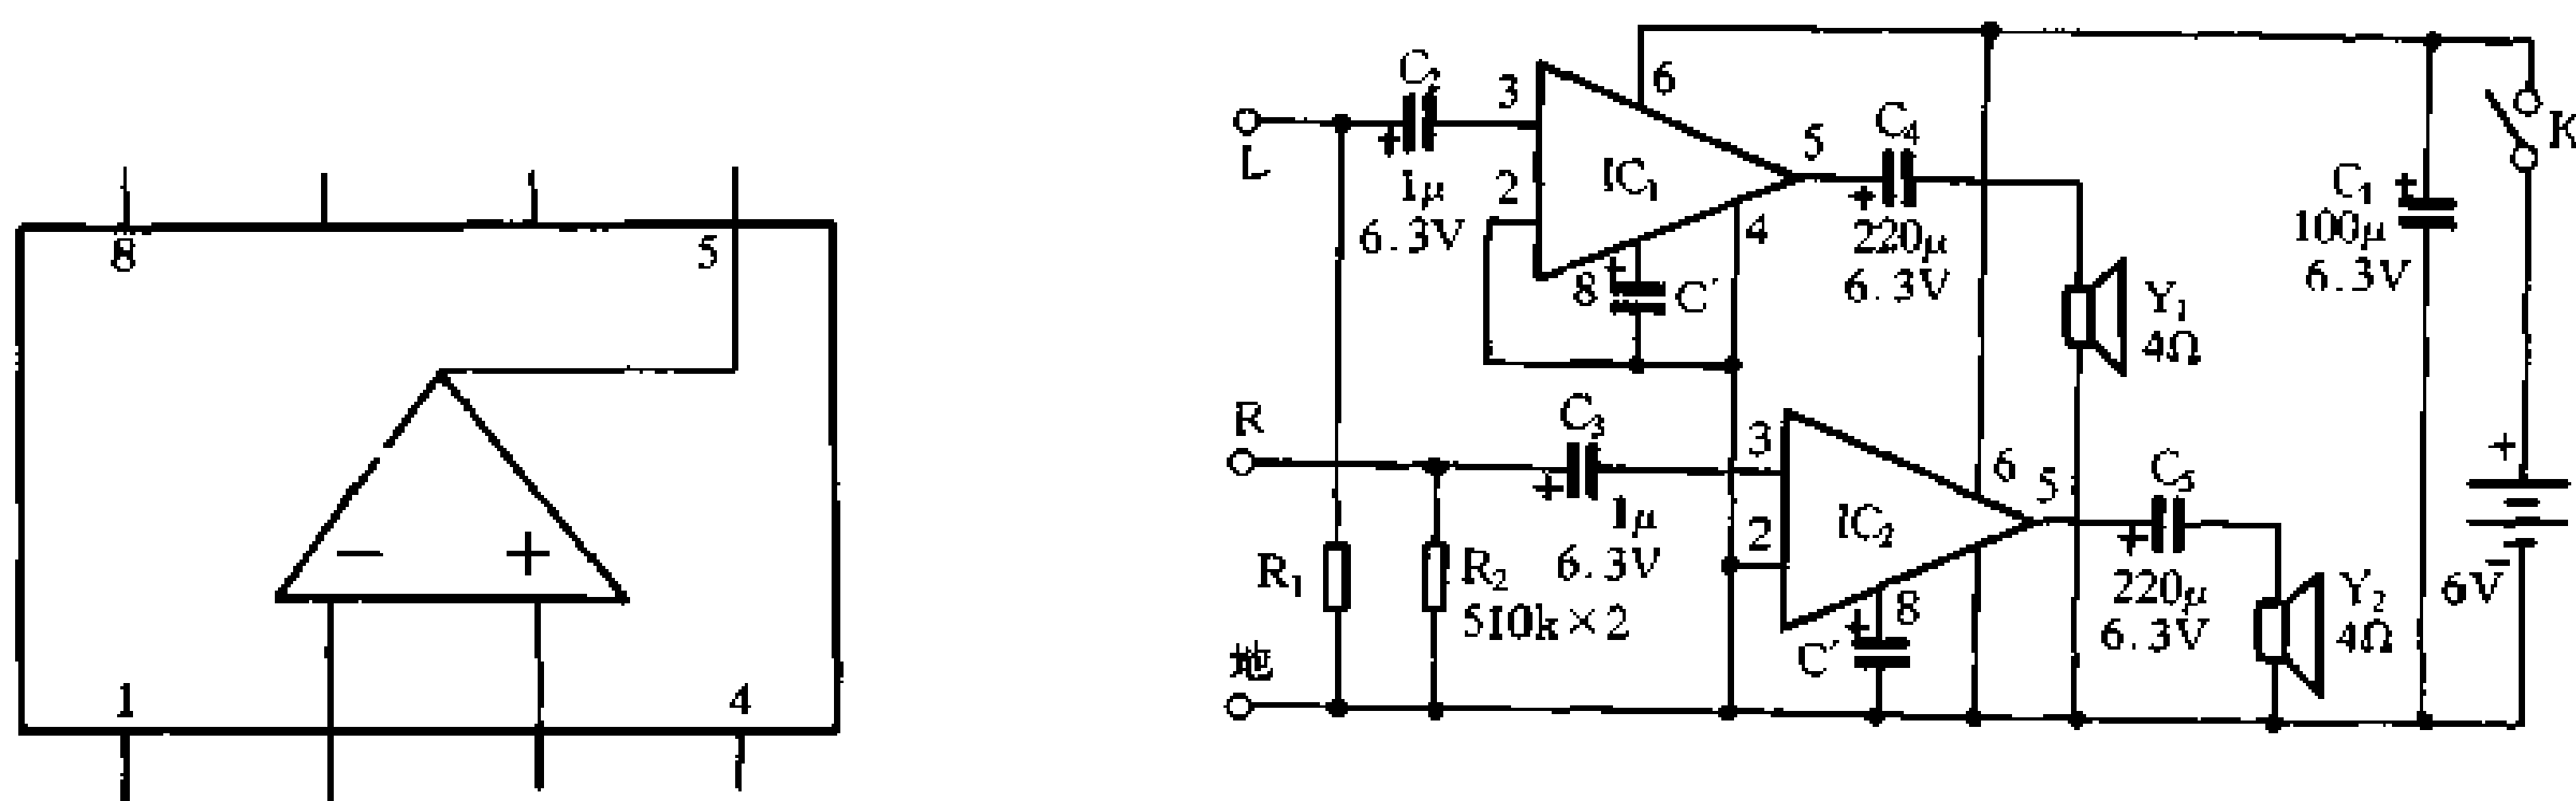 8
5
−
+
1
4
L
C₂
+
1μ
6.3V
3
2
IC₁
6
5
4
8
+
C′
C₄
+
220μ
6.3V
Y₁
4Ω
C₁
+
100μ
6.3V
K
R
C₃
+
1μ
6.3V
3
2
IC₂
6
5
8
+
C′
C₅
+
220μ
6.3V
Y₂
4Ω
+
6V
−
R₁
R₂
510k×2
地